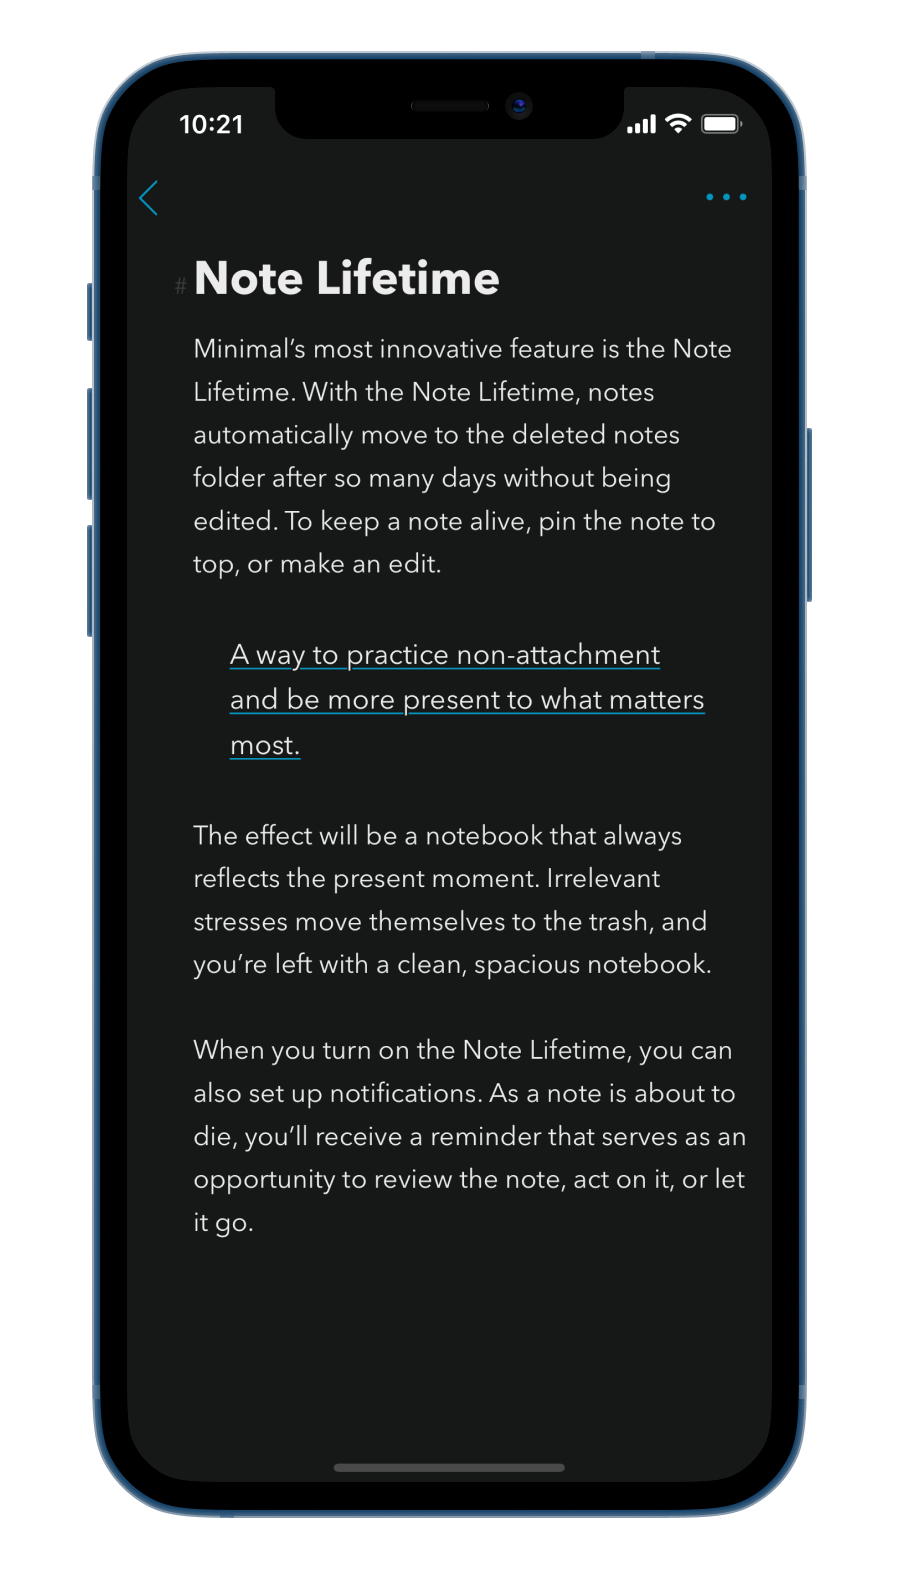 10:21
# Note Lifetime
Minimal’s most innovative feature is the Note
Lifetime. With the Note Lifetime, notes
automatically move to the deleted notes
folder after so many days without being
edited. To keep a note alive, pin the note to
top, or make an edit.
A way to practice non-attachment
and be more present to what matters
most.
The effect will be a notebook that always
reflects the present moment. Irrelevant
stresses move themselves to the trash, and
you’re left with a clean, spacious notebook.
When you turn on the Note Lifetime, you can
also set up notifications. As a note is about to
die, you’ll receive a reminder that serves as an
opportunity to review the note, act on it, or let
it go.